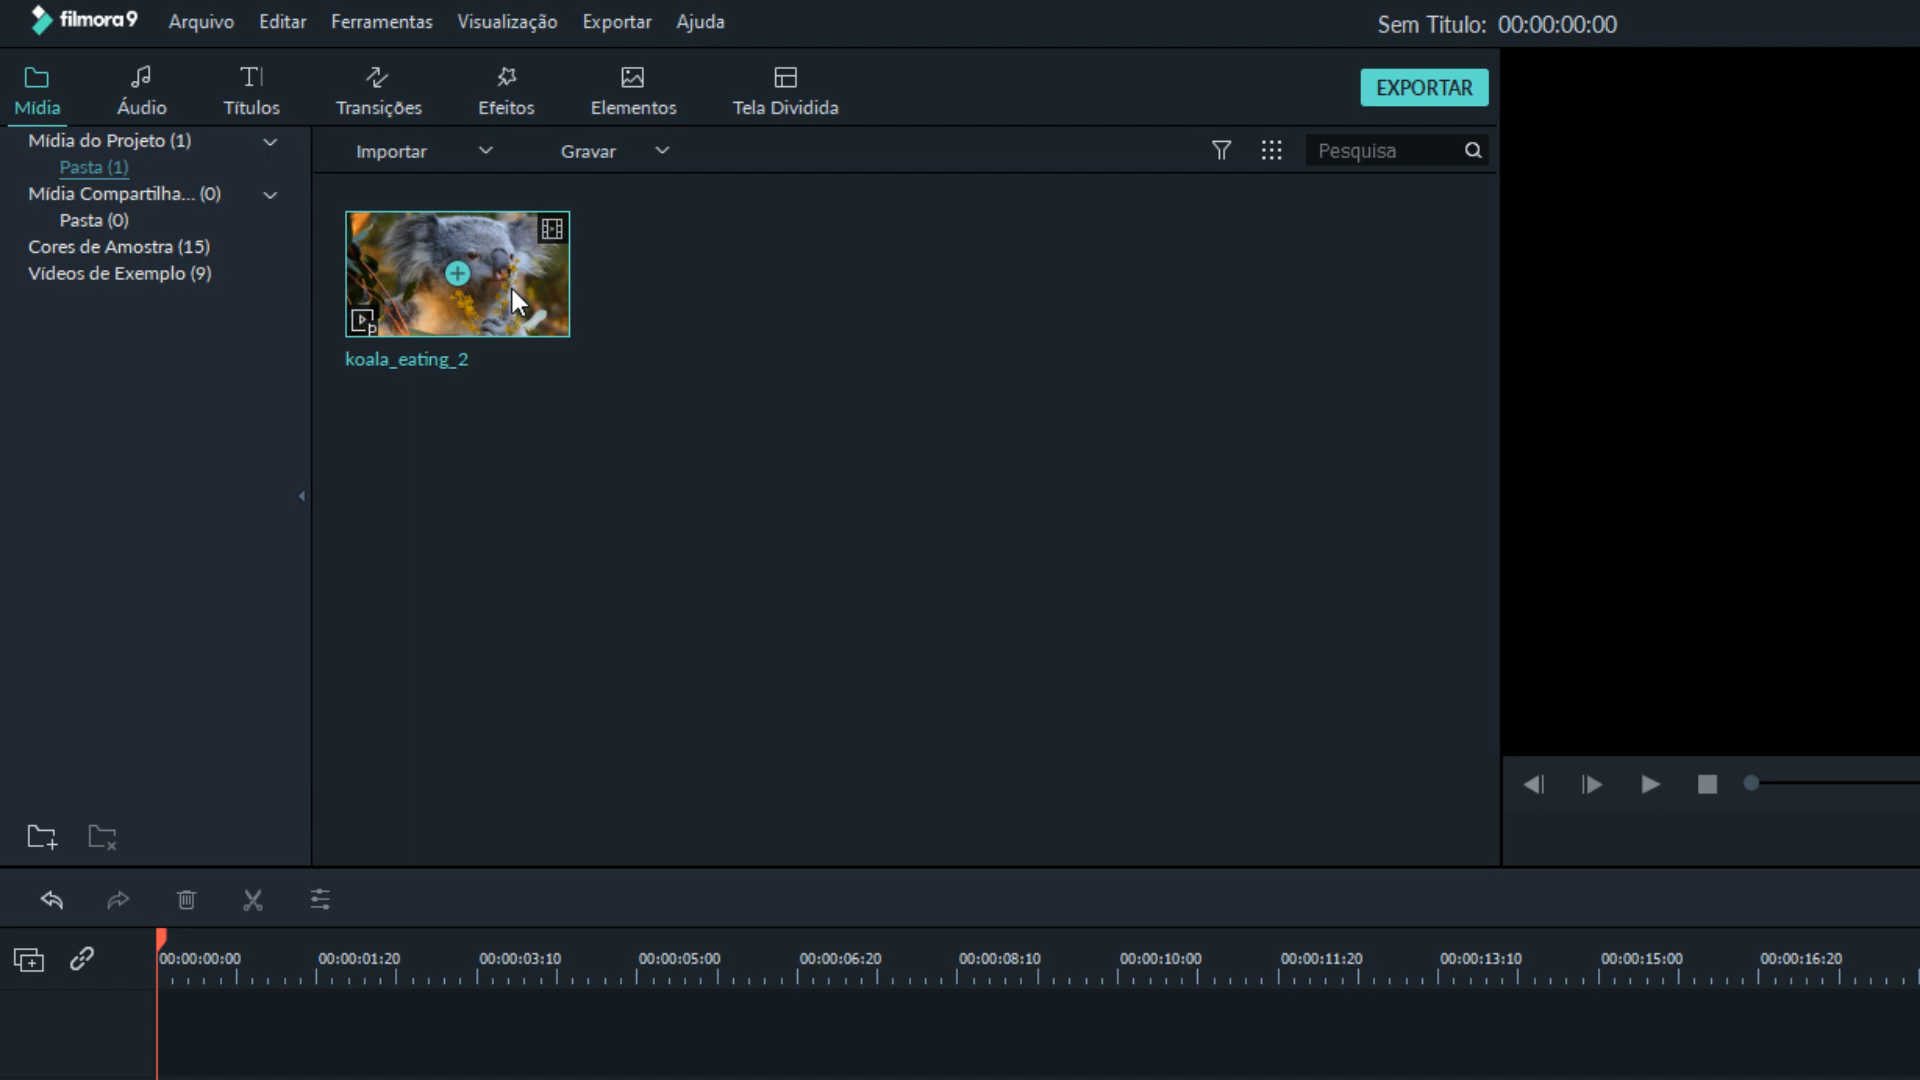 filmora9 Arquivo Editar Ferramentas Visualização Exportar Ajuda Sem Titulo: 00:00:00:00
Mídia Áudio Títulos Transições Efeitos Elementos Tela Dividida EXPORTAR
Mídia do Projeto (1)
Pasta (1)
Mídia Compartilha... (0)
Pasta (0)
Cores de Amostra (15)
Vídeos de Exemplo (9)
Importar Gravar Pesquisa
koala_eating_2
00:00:00:00 00:00:01:20 00:00:03:10 00:00:05:00 00:00:06:20 00:00:08:10 00:00:10:00 00:00:11:20 00:00:13:10 00:00:15:00 00:00:16:20